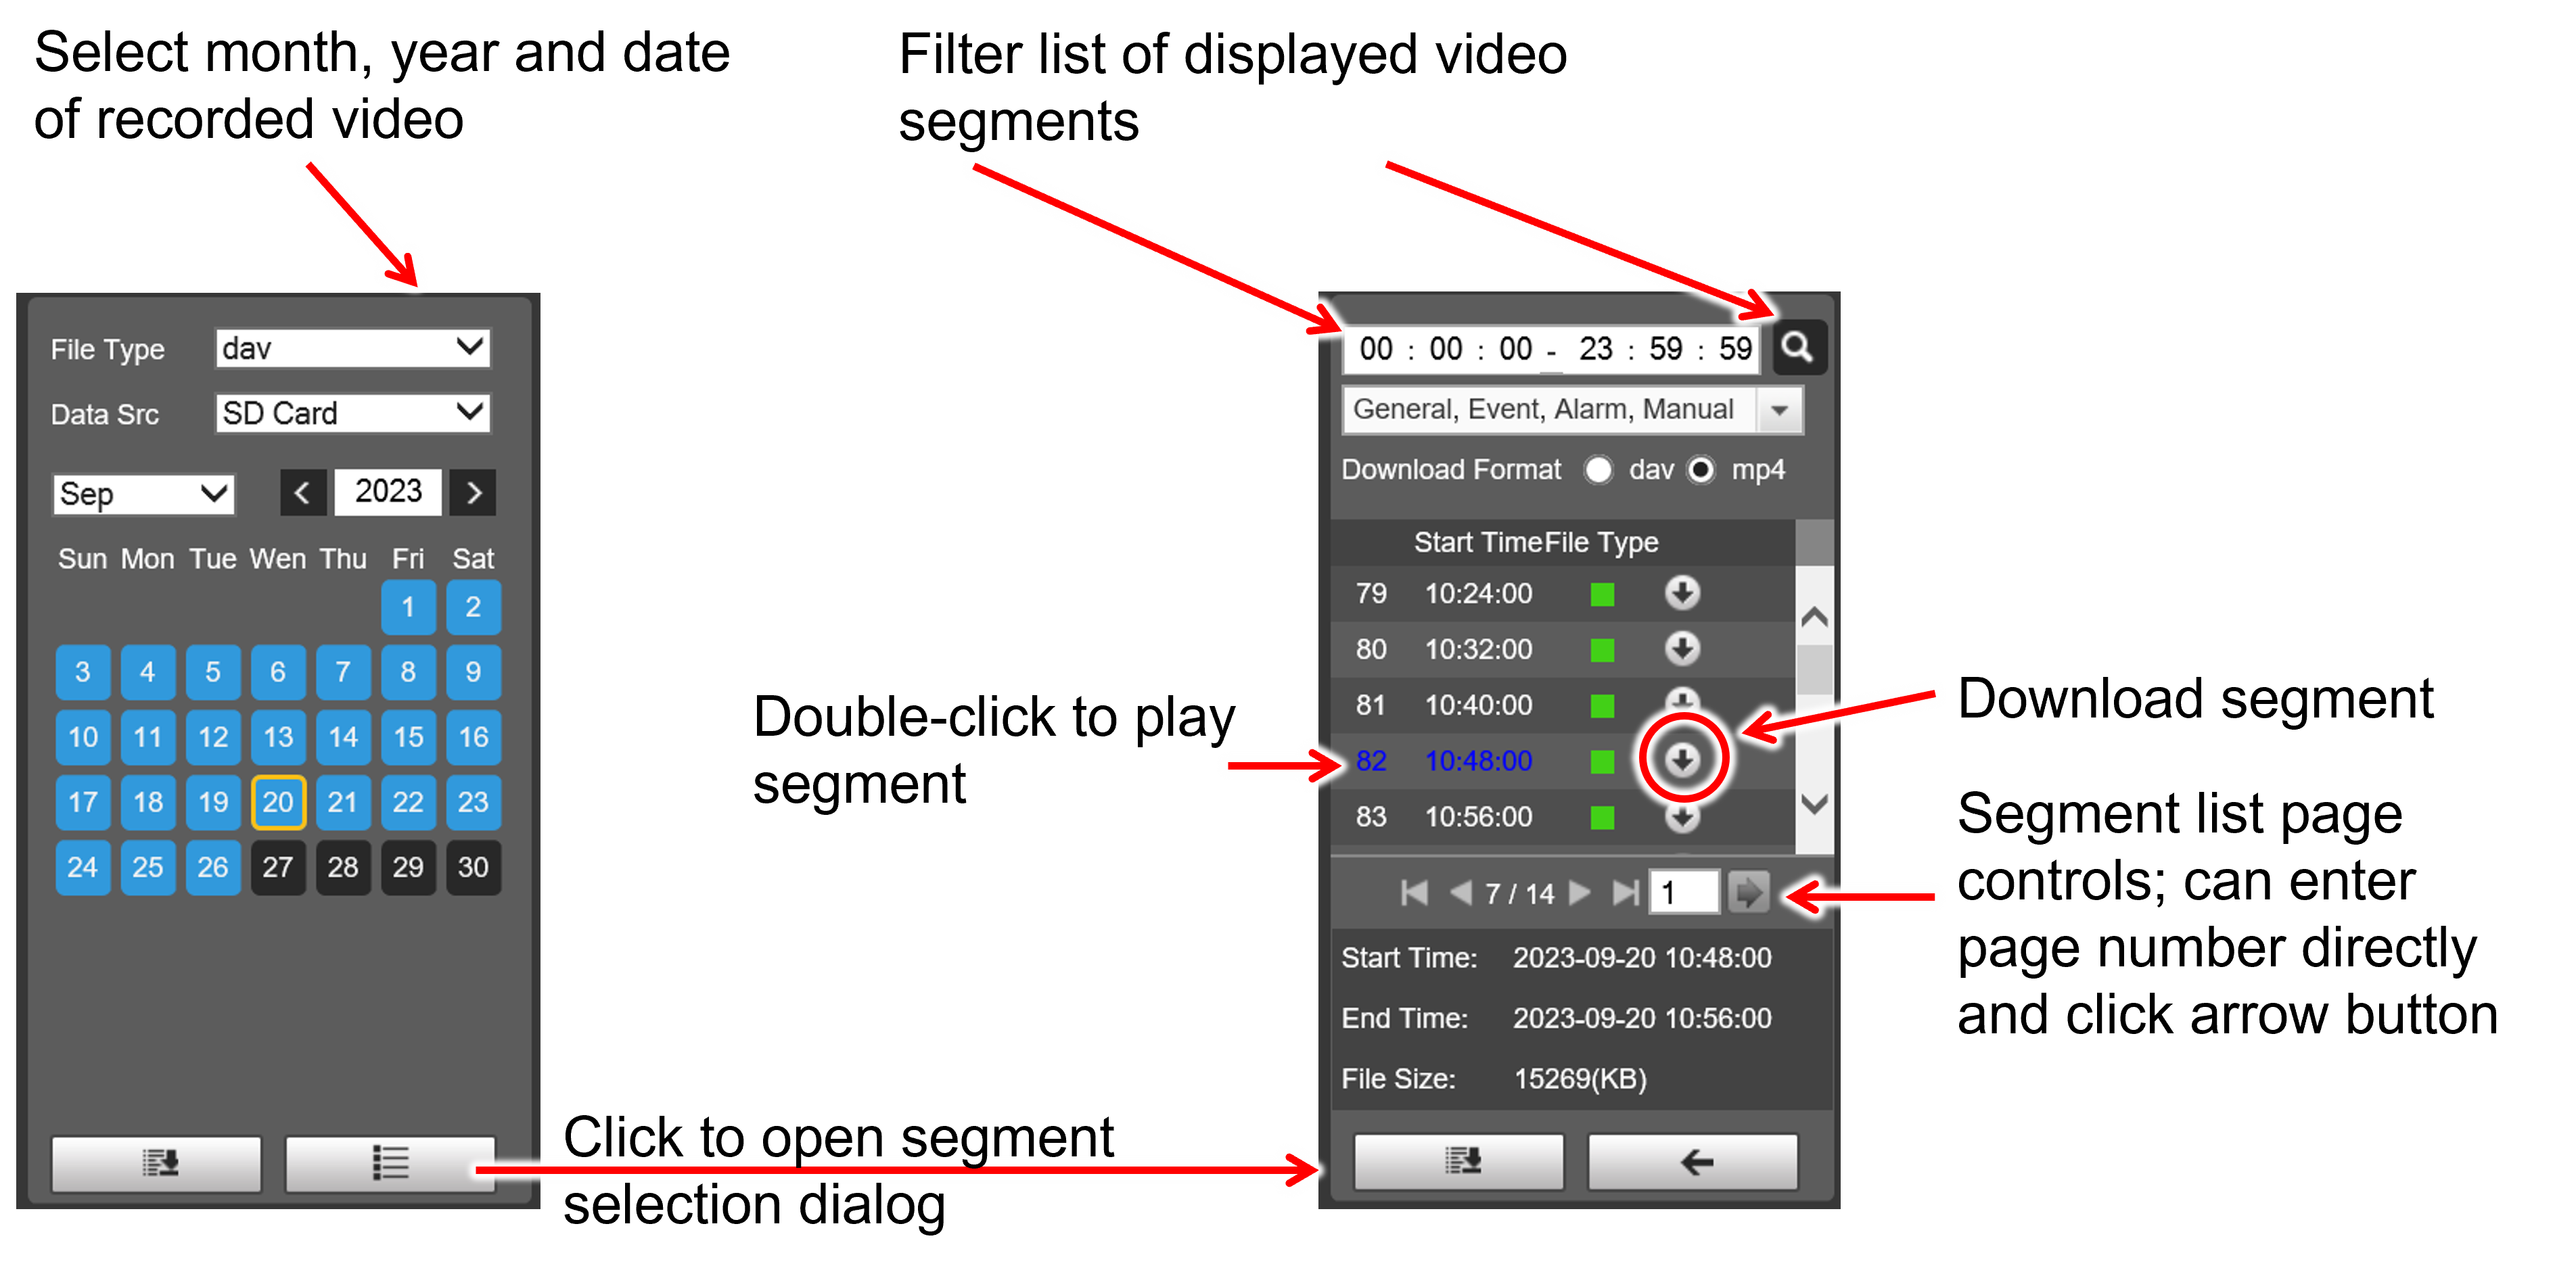 Select month, year and date
of recorded video
Filter list of displayed video
segments
File Type dav
Data Src SD Card
Sep 2023
Sun Mon Tue Wen Thu Fri Sat
1 2
3 4 5 6 7 8 9
10 11 12 13 14 15 16
17 18 19 20 21 22 23
24 25 26 27 28 29 30
Click to open segment
selection dialog
00 : 00 : 00 - 23 : 59 : 59
General, Event, Alarm, Manual
Download Format dav mp4
Start Time File Type
79 10:24:00
80 10:32:00
81 10:40:00
82 10:48:00
83 10:56:00
7 / 14 1
Start Time: 2023-09-20 10:48:00
End Time: 2023-09-20 10:56:00
File Size: 15269(KB)
Double-click to play
segment
Download segment
Segment list page
controls; can enter
page number directly
and click arrow button